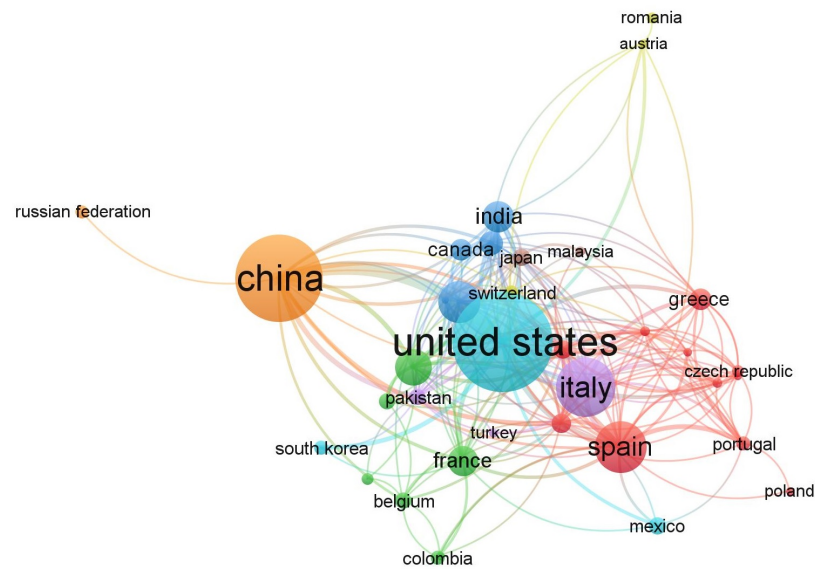 romania
austria
russian federation
india
canada
japan
malaysia
china
switzerland
greece
united states
czech republic
italy
pakistan
turkey
spain
portugal
south korea
france
poland
belgium
mexico
colombia